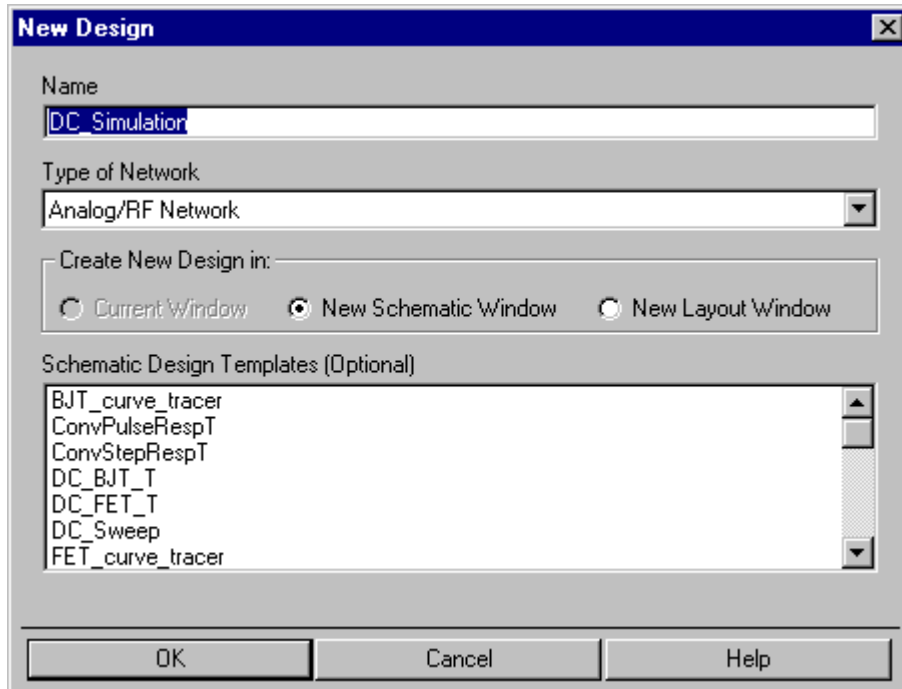 New Design
Name
DC_Simulation
Type of Network
Analog/RF Network
Create New Design in:
Current Window New Schematic Window New Layout Window
Schematic Design Templates (Optional)
BJT_curve_tracer
ConvPulseRespT
ConvStepRespT
DC_BJT_T
DC_FET_T
DC_Sweep
FET_curve_tracer
OK Cancel Help